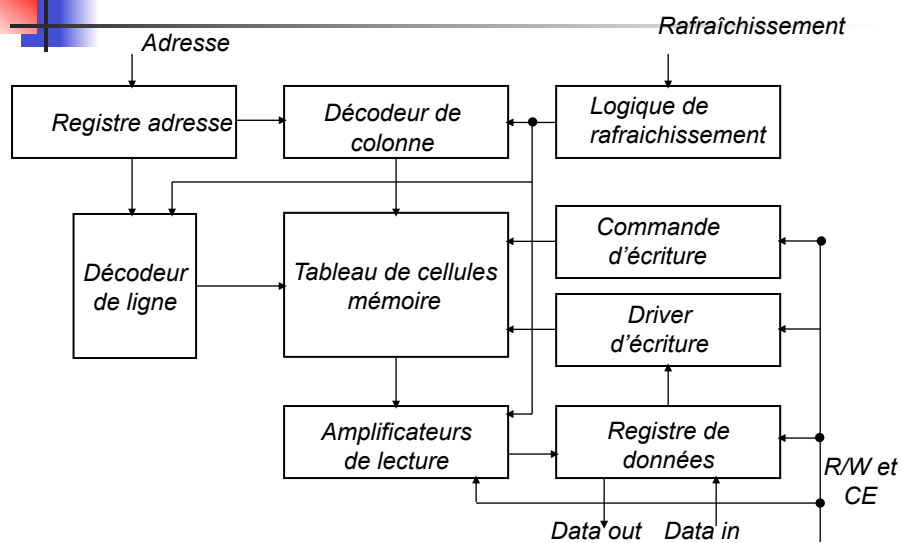 Rafraîchissement
Adresse
Registre adresse
Décodeur de
colonne
Logique de
rafraichissement
Commande
d'écriture
Décodeur
de ligne
Tableau de cellules
mémoire
Driver
d'écriture
Amplificateurs
de lecture
Registre de
données
R/W et
CE
Data out
Data in